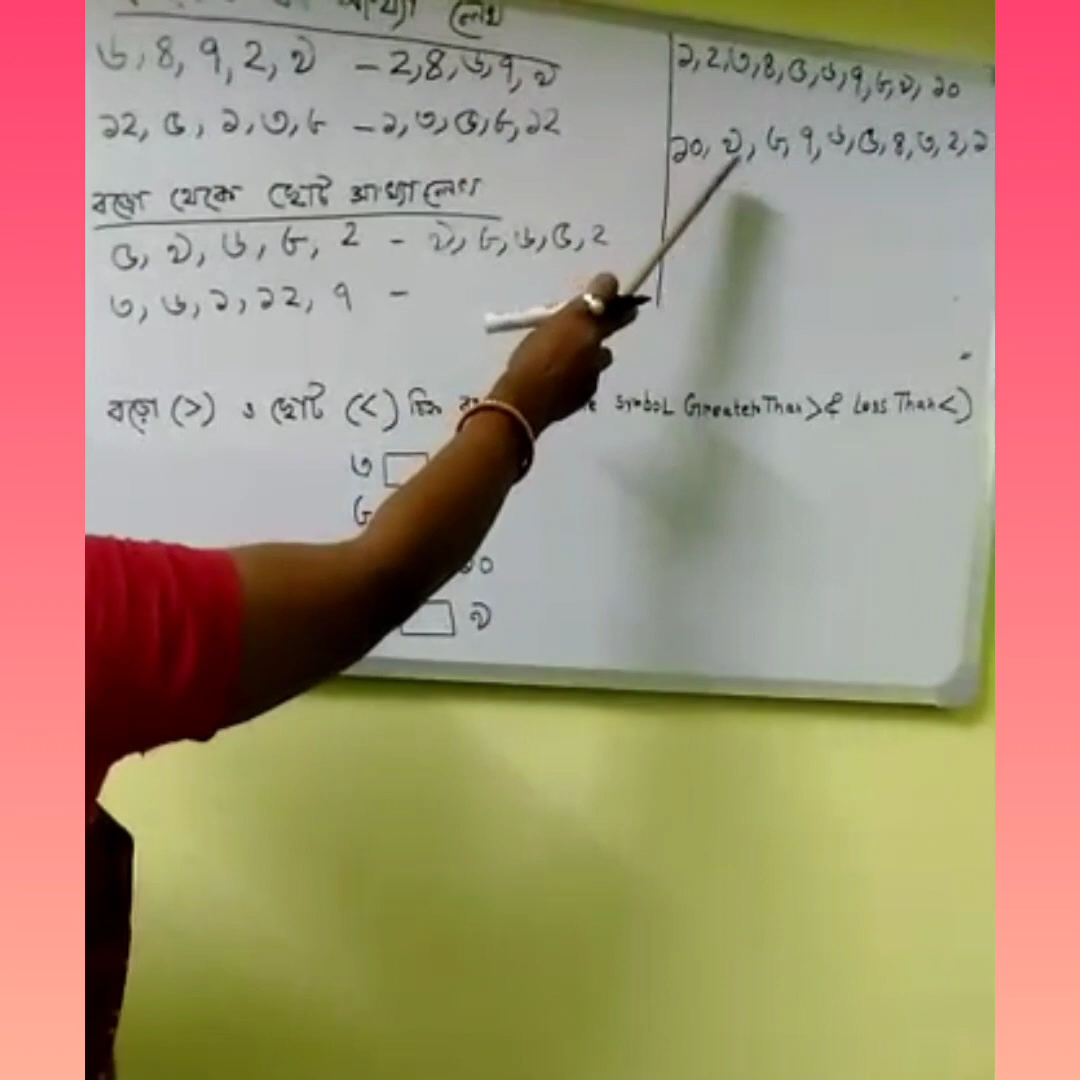 লেখ
৬, ৪, ৭, ২, ৯ - ২, ৪, ৬, ৭, ৯
১২, ৫, ১, ৩, ৮ - ১, ৩, ৫, ৮, ১২
বড়ো থেকে ছোট
৫, ৯, ৬, ৮, ২ - ৯, ৮, ৬, ৫, ২
৩, ৬, ১, ১২, ৭ -
১, ২, ৩, ৪, ৫, ৬, ৭, ৮, ৯, ১০
১০, ৯, ৮, ৭, ৬, ৫, ৪, ৩, ২, ১
বড়ো (>) ও ছোট (<) চিহ্ন Symbol Greater Than > & Less Than <)
৩
৮
৯